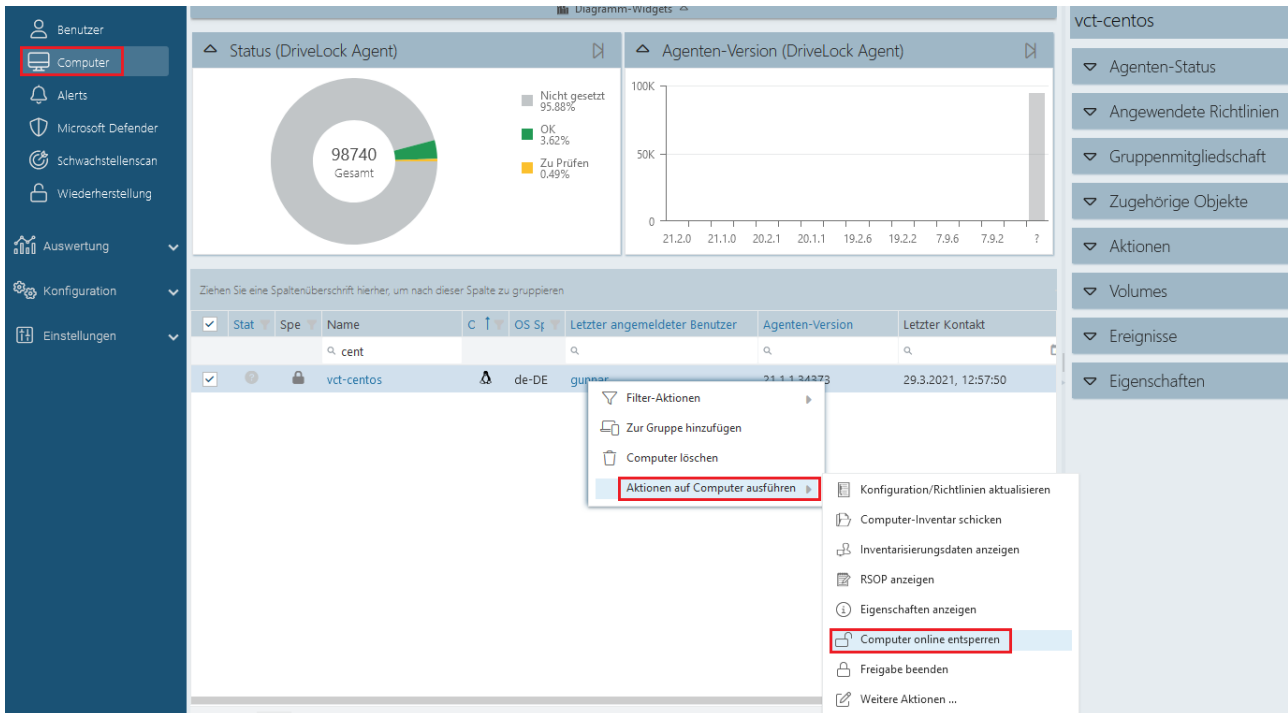 Benutzer
Computer
Alerts
Microsoft Defender
Schwachstellenscan
Wiederherstellung
Auswertung
Konfiguration
Einstellungen
Diagramm-Widgets
Status (DriveLock Agent)
Nicht gesetzt
95.88%
OK
3.62%
Zu Prüfen
0.49%
98740
Gesamt
Agenten-Version (DriveLock Agent)
100K
50K
0
21.2.0 21.1.0 20.2.1 20.1.1 19.2.6 19.2.2 7.9.6 7.9.2 ?
Ziehen Sie eine Spaltenüberschrift hierher, um nach dieser Spalte zu gruppieren
Stat Spe Name C OS Sp Letzter angemeldeter Benutzer Agenten-Version Letzter Kontakt
cent
vct-centos de-DE gunnar 21.1.1.34373 29.3.2021, 12:57:50
Filter-Aktionen
Zur Gruppe hinzufügen
Computer löschen
Aktionen auf Computer ausführen
Konfiguration/Richtlinien aktualisieren
Computer-Inventar schicken
Inventarisierungsdaten anzeigen
RSOP anzeigen
Eigenschaften anzeigen
Computer online entsperren
Freigabe beenden
Weitere Aktionen ...
vct-centos
Agenten-Status
Angewendete Richtlinien
Gruppenmitgliedschaft
Zugehörige Objekte
Aktionen
Volumes
Ereignisse
Eigenschaften